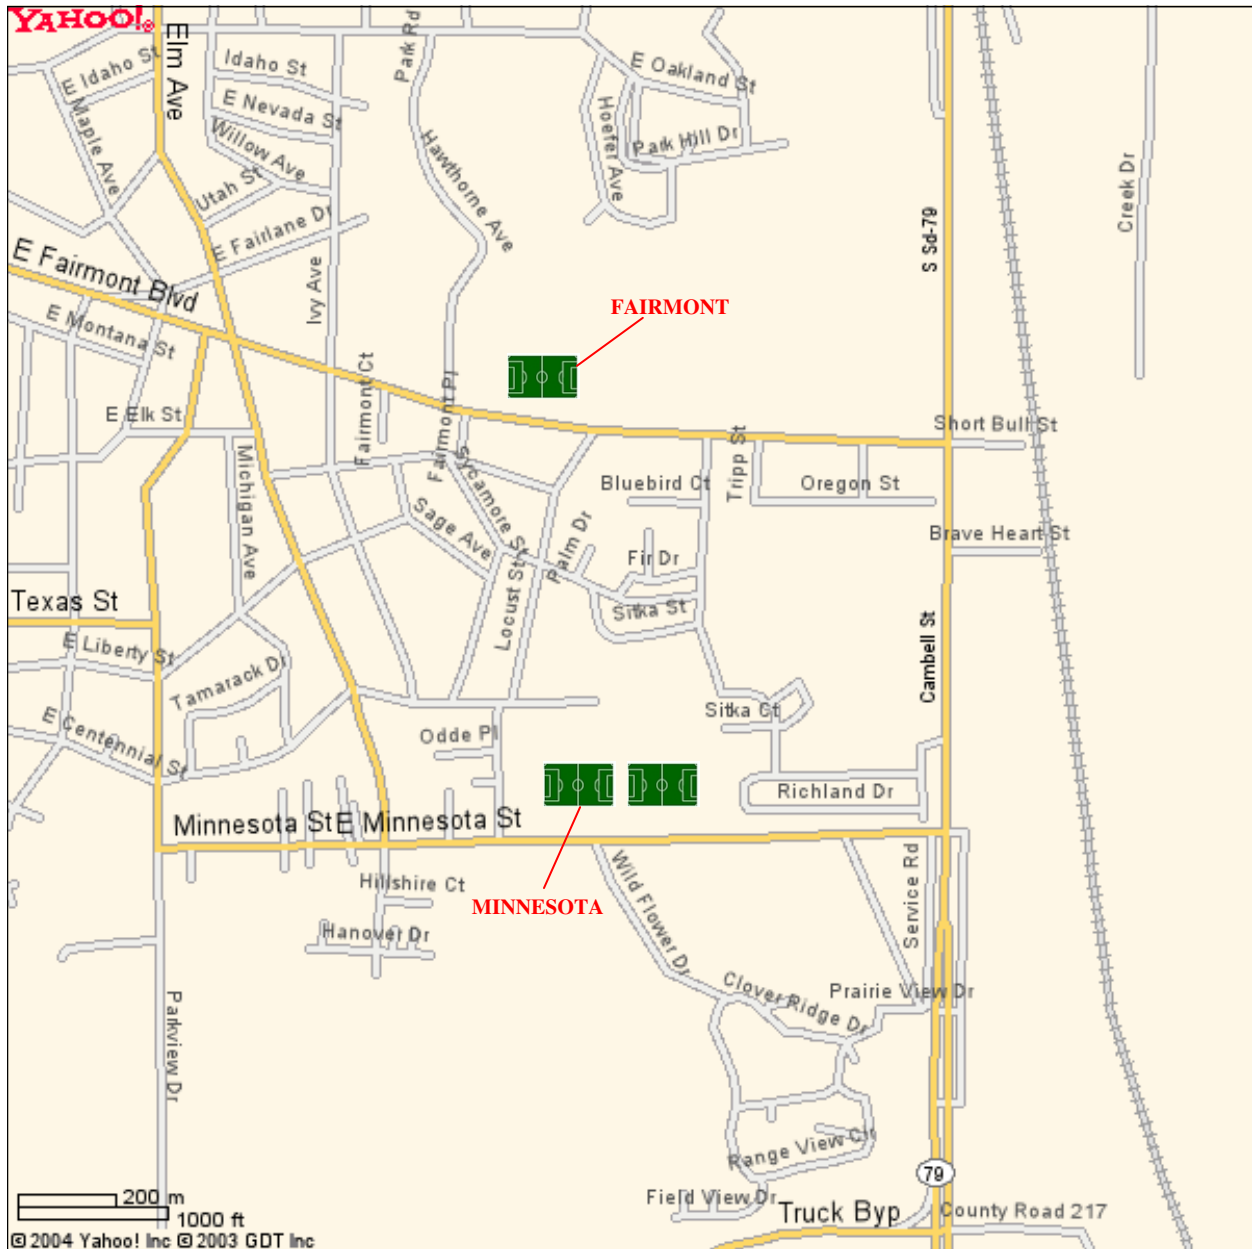 YAHOO!®
Elm Ave
Park Rd
E Idaho St
Idaho St
E Oakland St
E Maple Ave
E Nevada St
Hoefer Ave
Willow Ave
Park Hill Dr
Hawthorne Ave
Utah St
Creek Dr
E Fairlane Dr
S Sd-79
E Fairmont Blvd
Ivy Ave
FAIRMONT
E Montana St
Fairmont Ct
Fairmont Pl
E Elk St
Short Bull St
Michigan Ave
Sycamore St
Tripp St
Bluebird Ct
Oregon St
Sage Ave
Palm Dr
Brave Heart St
Fir Dr
Texas St
Locust St
Sitka St
E Liberty St
Cambell St
Tamarack Dr
Sitka Ct
E Centennial St
Odde Pl
Richland Dr
Minnesota St
E Minnesota St
Hillshire Ct
Wild Flower Dr
Service Rd
MINNESOTA
Hanover Dr
Clover Ridge Dr
Prairie View Dr
Parkview Dr
Range View Cir
79
Field View Dr
Truck Byp
County Road 217
200 m
1000 ft
© 2004 Yahoo! Inc © 2003 GDT Inc